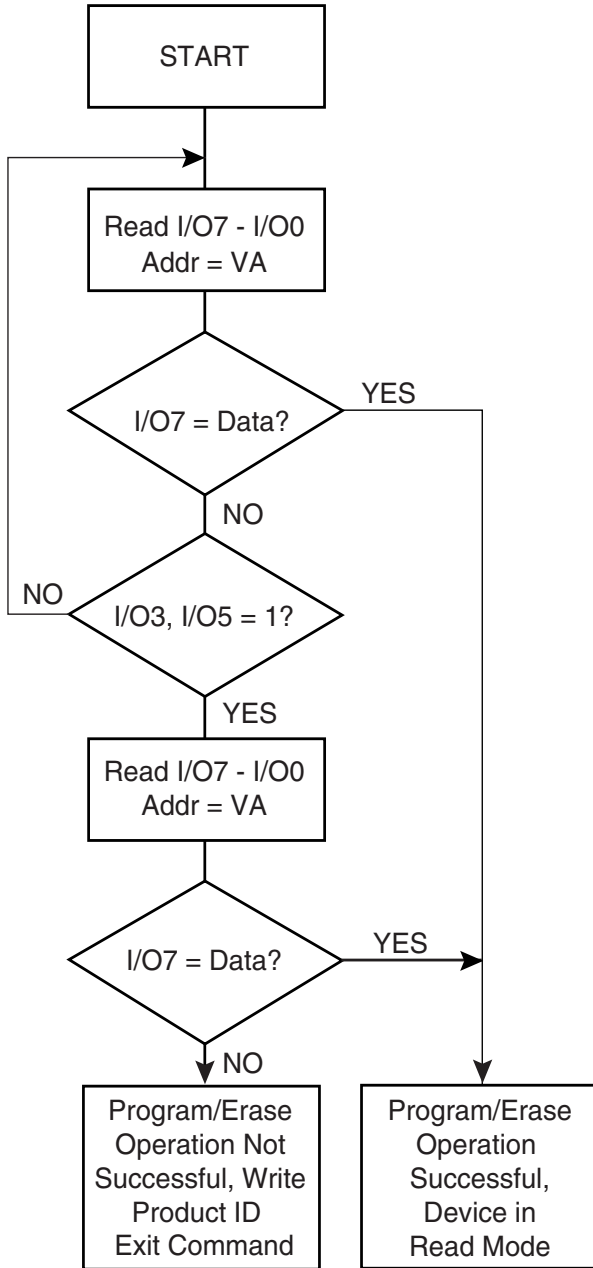 START
Read I/O7 - I/O0
Addr = VA
I/O7 = Data?
YES
NO
NO
I/O3, I/O5 = 1?
YES
Read I/O7 - I/O0
Addr = VA
I/O7 = Data?
YES
NO
Program/Erase
Operation Not
Successful, Write
Product ID
Exit Command
Program/Erase
Operation
Successful,
Device in
Read Mode